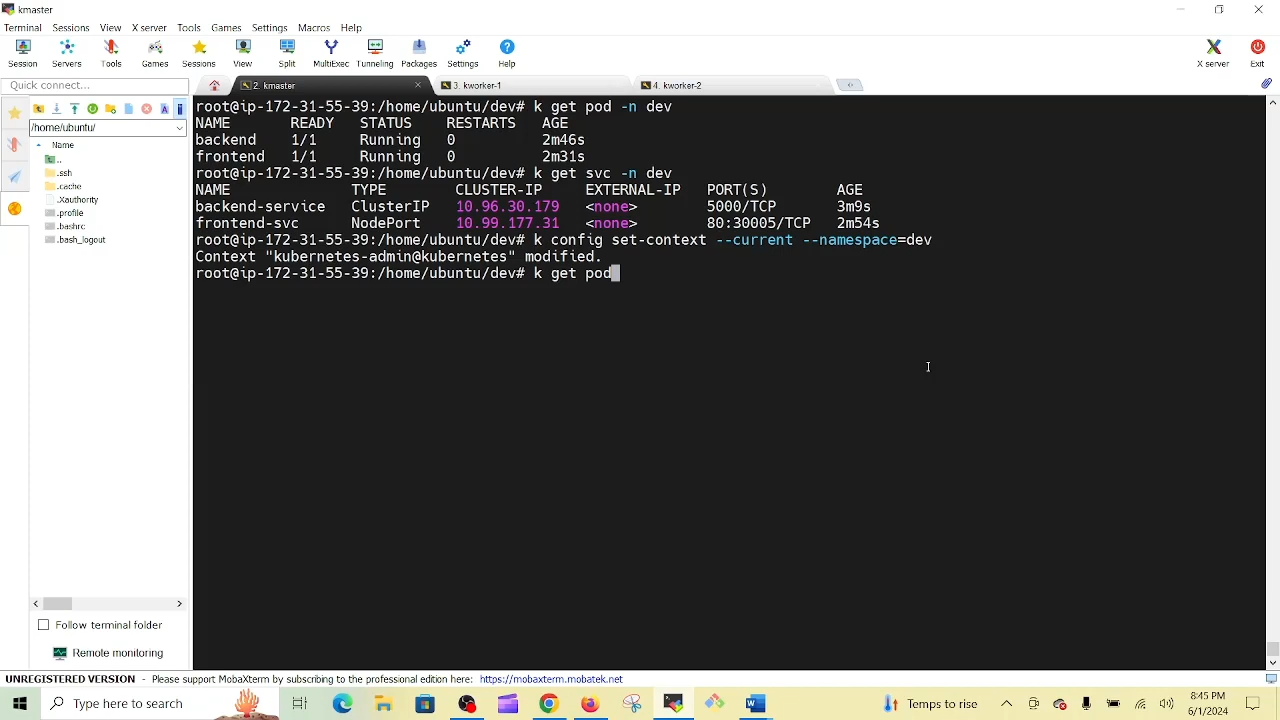 kmaster
Terminal Sessions View X server Tools Games Settings Macros Help
Session Servers Tools Games Sessions View Split MultiExec Tunneling Packages Settings Help X server Exit
Quick connect...
2. kmaster
3. kworker-1
4. kworker-2
/home/ubuntu/
Name
..
.ssh
.cache
.Xauthority
.profile
.bashrc
.bash_logout
Follow terminal folder
Remote monitoring
root@ip-172-31-55-39:/home/ubuntu/dev# k get pod -n dev
NAME READY STATUS RESTARTS AGE
backend 1/1 Running 0 2m46s
frontend 1/1 Running 0 2m31s
root@ip-172-31-55-39:/home/ubuntu/dev# k get svc -n dev
NAME TYPE CLUSTER-IP EXTERNAL-IP PORT(S) AGE
backend-service ClusterIP 10.96.30.179 <none> 5000/TCP 3m9s
frontend-svc NodePort 10.99.177.31 <none> 80:30005/TCP 2m54s
root@ip-172-31-55-39:/home/ubuntu/dev# k config set-context --current --namespace=dev
Context "kubernetes-admin@kubernetes" modified.
root@ip-172-31-55-39:/home/ubuntu/dev# k get pod
UNREGISTERED VERSION - Please support MobaXterm by subscribing to the professional edition here: https://mobaxterm.mobatek.net
Type here to search
Temps to rise
8:45 PM
6/1/2024